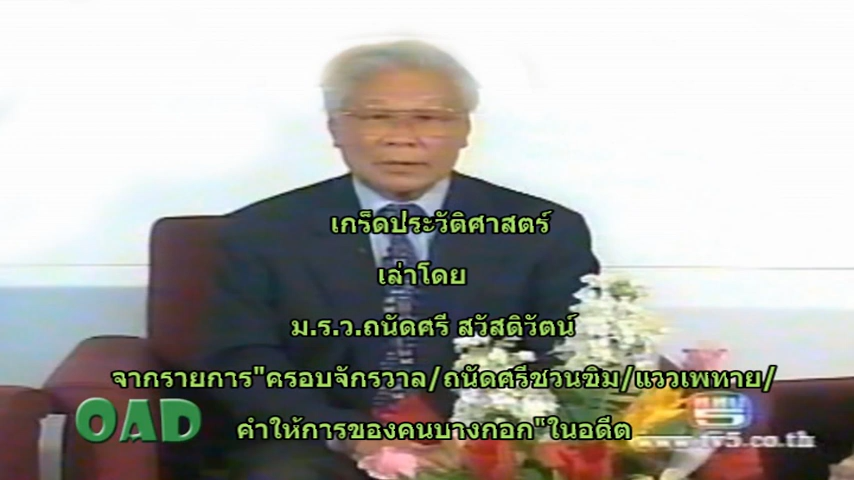 เกร็ดประวัติศาสตร์
เล่าโดย
ม.ร.ว.ถนัดศรี สวัสดิวัตน์
จากรายการ"ครอบจักรวาล/ถนัดศรีชวนฃิม/แววเพทาย/
คำให้การของคนบางกอก"ในอดีต
OAD
5
www.tv5.co.th